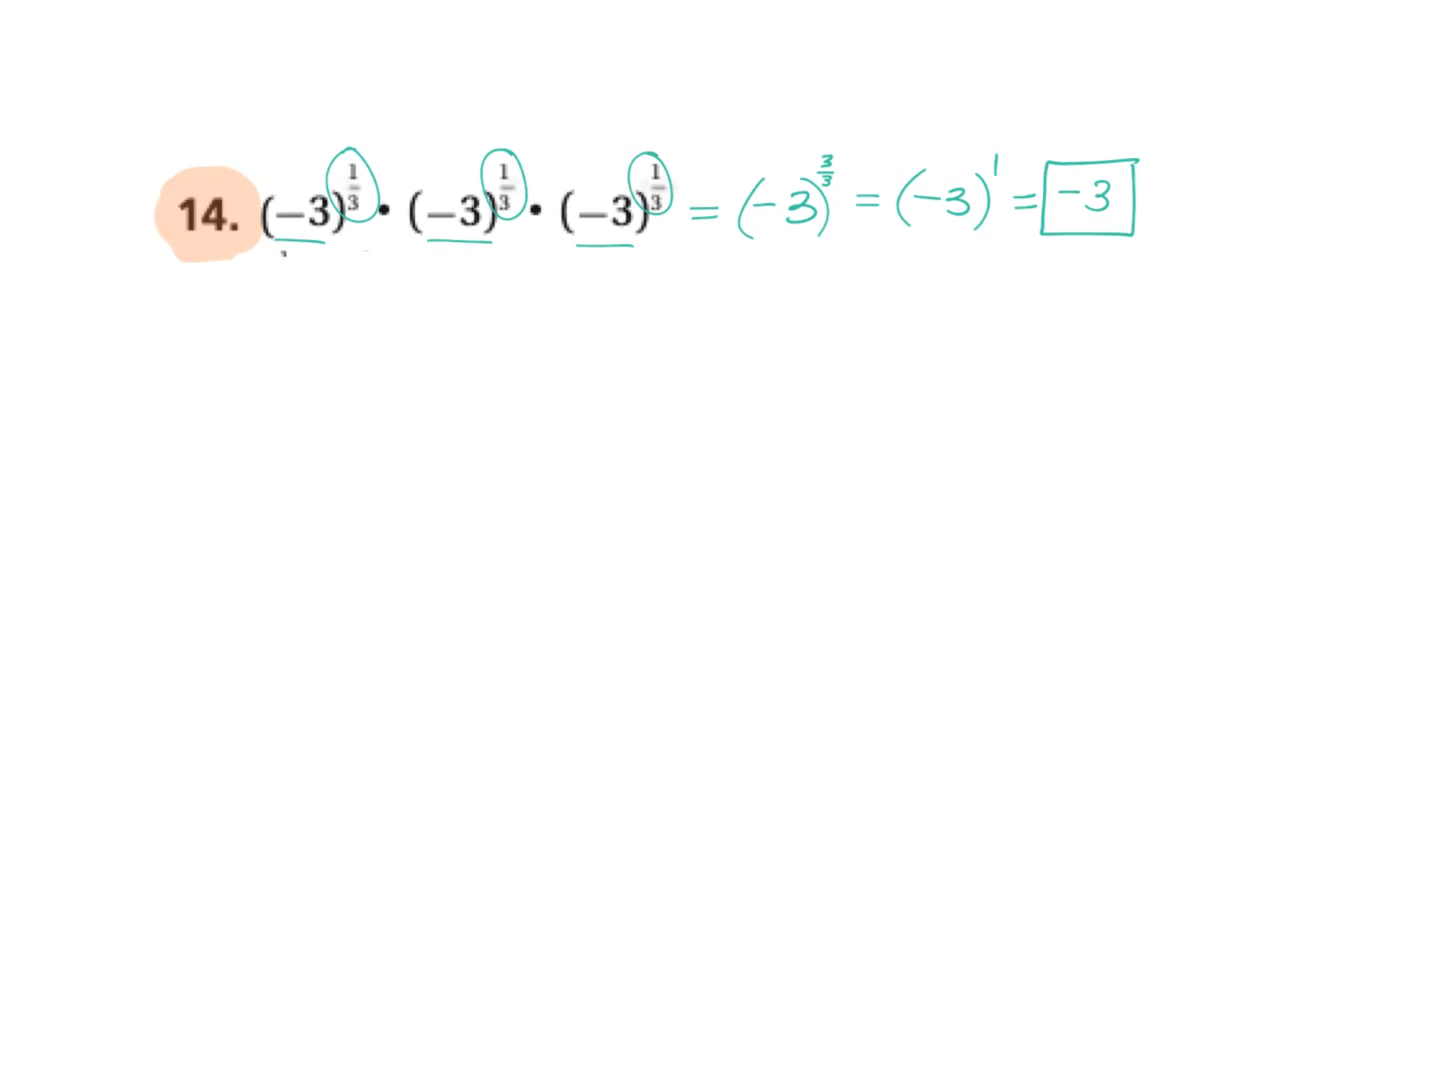 14. (−3)^{1/3} • (−3)^{1/3} • (−3)^{1/3} = (−3)^{3/3} = (−3)^1 = −3